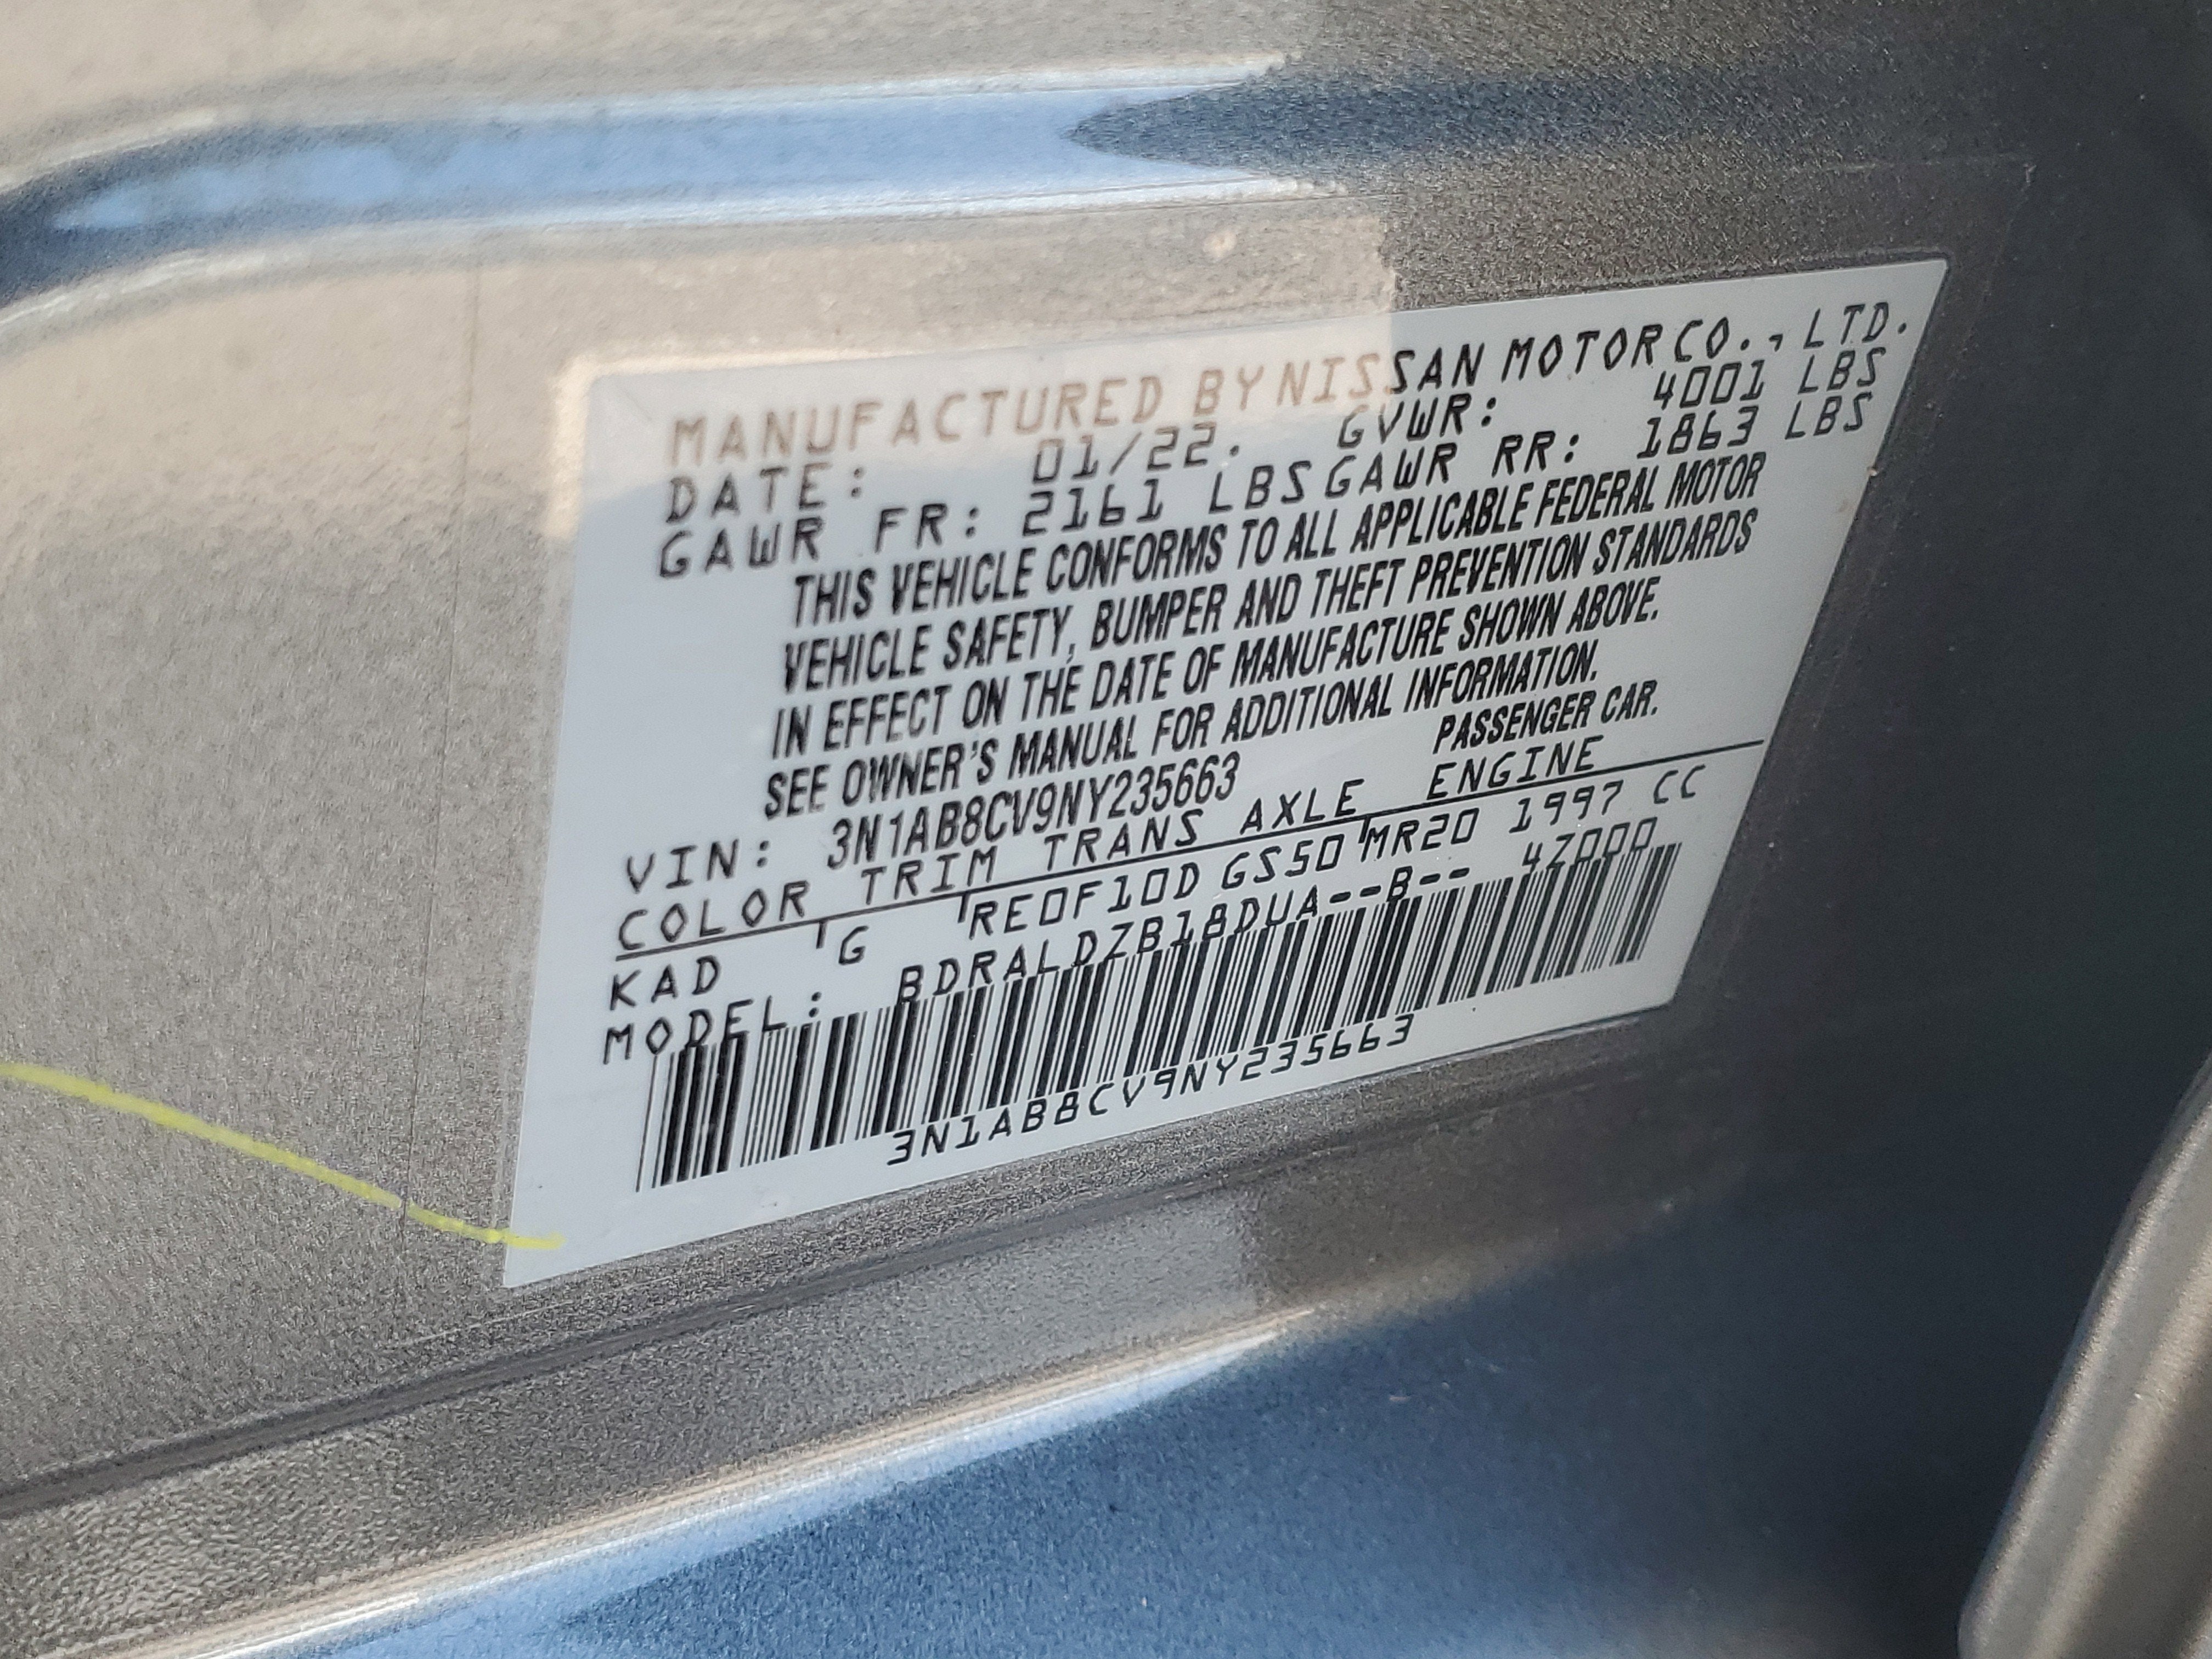 MANUFACTURED BY NISSAN MOTOR CO., LTD.
DATE: 01/22. GVWR: 4001 LBS
GAWR FR: 2161 LBS GAWR RR: 1863 LBS
THIS VEHICLE CONFORMS TO ALL APPLICABLE FEDERAL MOTOR
VEHICLE SAFETY, BUMPER AND THEFT PREVENTION STANDARDS
IN EFFECT ON THE DATE OF MANUFACTURE SHOWN ABOVE.
SEE OWNER'S MANUAL FOR ADDITIONAL INFORMATION.
VIN: 3N1AB8CV9NY235663 PASSENGER CAR.
COLOR TRIM TRANS AXLE ENGINE
KAD G RE0F10D GS50 MR20 1997 CC
MODEL: BDRALDZB18DUA--B-- 4Z000
3N1AB8CV9NY235663